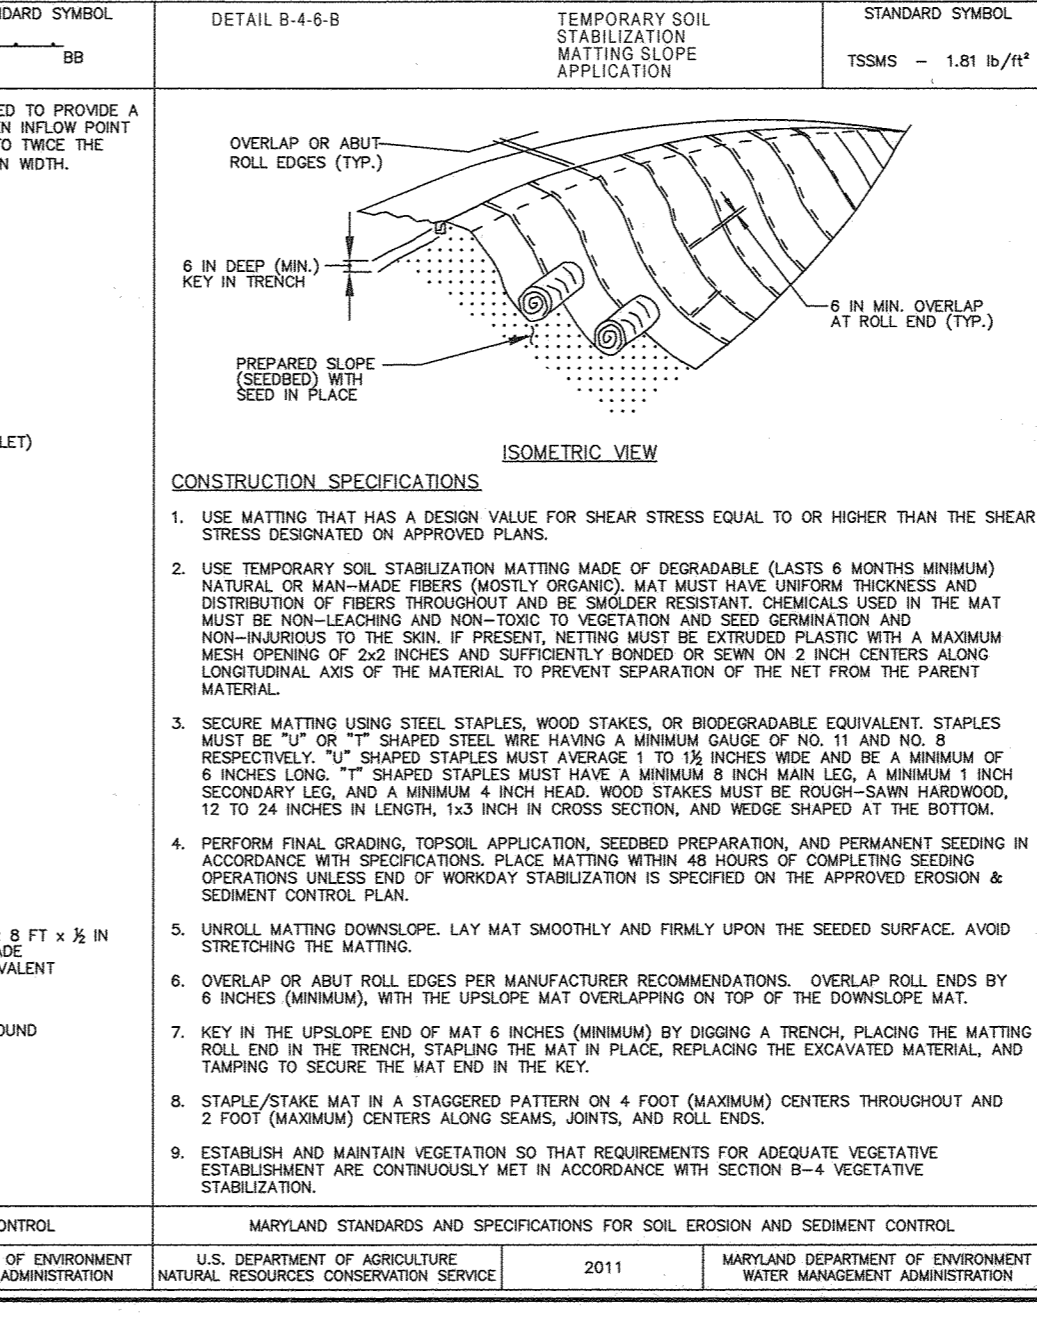 DARD SYMBOL
BB
ED TO PROVIDE A
EN INFLOW POINT
TO TWICE THE
N WIDTH.
LET)
8 FT x ½ IN
ADE
VALENT
OUND
ONTROL
OF ENVIRONMENT
ADMINISTRATION
DETAIL B-4-6-B
TEMPORARY SOIL
STABILIZATION
MATTING SLOPE
APPLICATION
STANDARD SYMBOL
TSSMS – 1.81 lb/ft²
OVERLAP OR ABUT
ROLL EDGES (TYP.)
6 IN DEEP (MIN.)
KEY IN TRENCH
6 IN MIN. OVERLAP
AT ROLL END (TYP.)
PREPARED SLOPE
(SEEDBED) WITH
SEED IN PLACE
ISOMETRIC VIEW
CONSTRUCTION SPECIFICATIONS
1. USE MATTING THAT HAS A DESIGN VALUE FOR SHEAR STRESS EQUAL TO OR HIGHER THAN THE SHEAR
STRESS DESIGNATED ON APPROVED PLANS.
2. USE TEMPORARY SOIL STABILIZATION MATTING MADE OF DEGRADABLE (LASTS 6 MONTHS MINIMUM)
NATURAL OR MAN–MADE FIBERS (MOSTLY ORGANIC). MAT MUST HAVE UNIFORM THICKNESS AND
DISTRIBUTION OF FIBERS THROUGHOUT AND BE SMOLDER RESISTANT. CHEMICALS USED IN THE MAT
MUST BE NON–LEACHING AND NON–TOXIC TO VEGETATION AND SEED GERMINATION AND
NON–INJURIOUS TO THE SKIN. IF PRESENT, NETTING MUST BE EXTRUDED PLASTIC WITH A MAXIMUM
MESH OPENING OF 2x2 INCHES AND SUFFICIENTLY BONDED OR SEWN ON 2 INCH CENTERS ALONG
LONGITUDINAL AXIS OF THE MATERIAL TO PREVENT SEPARATION OF THE NET FROM THE PARENT
MATERIAL.
3. SECURE MATTING USING STEEL STAPLES, WOOD STAKES, OR BIODEGRADABLE EQUIVALENT. STAPLES
MUST BE "U" OR "T" SHAPED STEEL WIRE HAVING A MINIMUM GAUGE OF NO. 11 AND NO. 8
RESPECTIVELY. "U" SHAPED STAPLES MUST AVERAGE 1 TO 1½ INCHES WIDE AND BE A MINIMUM OF
6 INCHES LONG. "T" SHAPED STAPLES MUST HAVE A MINIMUM 8 INCH MAIN LEG, A MINIMUM 1 INCH
SECONDARY LEG, AND A MINIMUM 4 INCH HEAD. WOOD STAKES MUST BE ROUGH–SAWN HARDWOOD,
12 TO 24 INCHES IN LENGTH, 1x3 INCH IN CROSS SECTION, AND WEDGE SHAPED AT THE BOTTOM.
4. PERFORM FINAL GRADING, TOPSOIL APPLICATION, SEEDBED PREPARATION, AND PERMANENT SEEDING IN
ACCORDANCE WITH SPECIFICATIONS. PLACE MATTING WITHIN 48 HOURS OF COMPLETING SEEDING
OPERATIONS UNLESS END OF WORKDAY STABILIZATION IS SPECIFIED ON THE APPROVED EROSION &
SEDIMENT CONTROL PLAN.
5. UNROLL MATTING DOWNSLOPE. LAY MAT SMOOTHLY AND FIRMLY UPON THE SEEDED SURFACE. AVOID
STRETCHING THE MATTING.
6. OVERLAP OR ABUT ROLL EDGES PER MANUFACTURER RECOMMENDATIONS. OVERLAP ROLL ENDS BY
6 INCHES (MINIMUM), WITH THE UPSLOPE MAT OVERLAPPING ON TOP OF THE DOWNSLOPE MAT.
7. KEY IN THE UPSLOPE END OF MAT 6 INCHES (MINIMUM) BY DIGGING A TRENCH, PLACING THE MATTING
ROLL END IN THE TRENCH, STAPLING THE MAT IN PLACE, REPLACING THE EXCAVATED MATERIAL, AND
TAMPING TO SECURE THE MAT END IN THE KEY.
8. STAPLE/STAKE MAT IN A STAGGERED PATTERN ON 4 FOOT (MAXIMUM) CENTERS THROUGHOUT AND
2 FOOT (MAXIMUM) CENTERS ALONG SEAMS, JOINTS, AND ROLL ENDS.
9. ESTABLISH AND MAINTAIN VEGETATION SO THAT REQUIREMENTS FOR ADEQUATE VEGETATIVE
ESTABLISHMENT ARE CONTINUOUSLY MET IN ACCORDANCE WITH SECTION B–4 VEGETATIVE
STABILIZATION.
MARYLAND STANDARDS AND SPECIFICATIONS FOR SOIL EROSION AND SEDIMENT CONTROL
U.S. DEPARTMENT OF AGRICULTURE
NATURAL RESOURCES CONSERVATION SERVICE
2011
MARYLAND DEPARTMENT OF ENVIRONMENT
WATER MANAGEMENT ADMINISTRATION